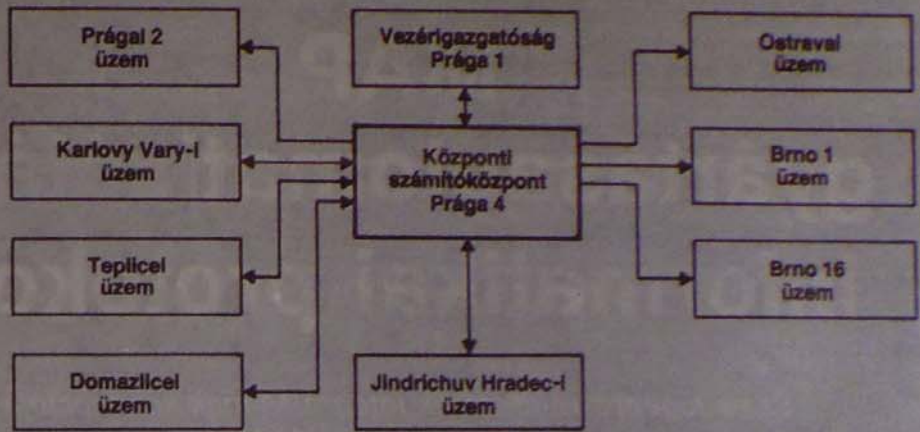 Prágai 2
üzem
Vezérigazgatóság
Prága 1
Ostravai
üzem
Karlovy Vary-i
üzem
Központi
számítóközpont
Prága 4
Brno 1
üzem
Teplicei
üzem
Brno 16
üzem
Domazlicei
üzem
Jindrichuv Hradec-i
üzem